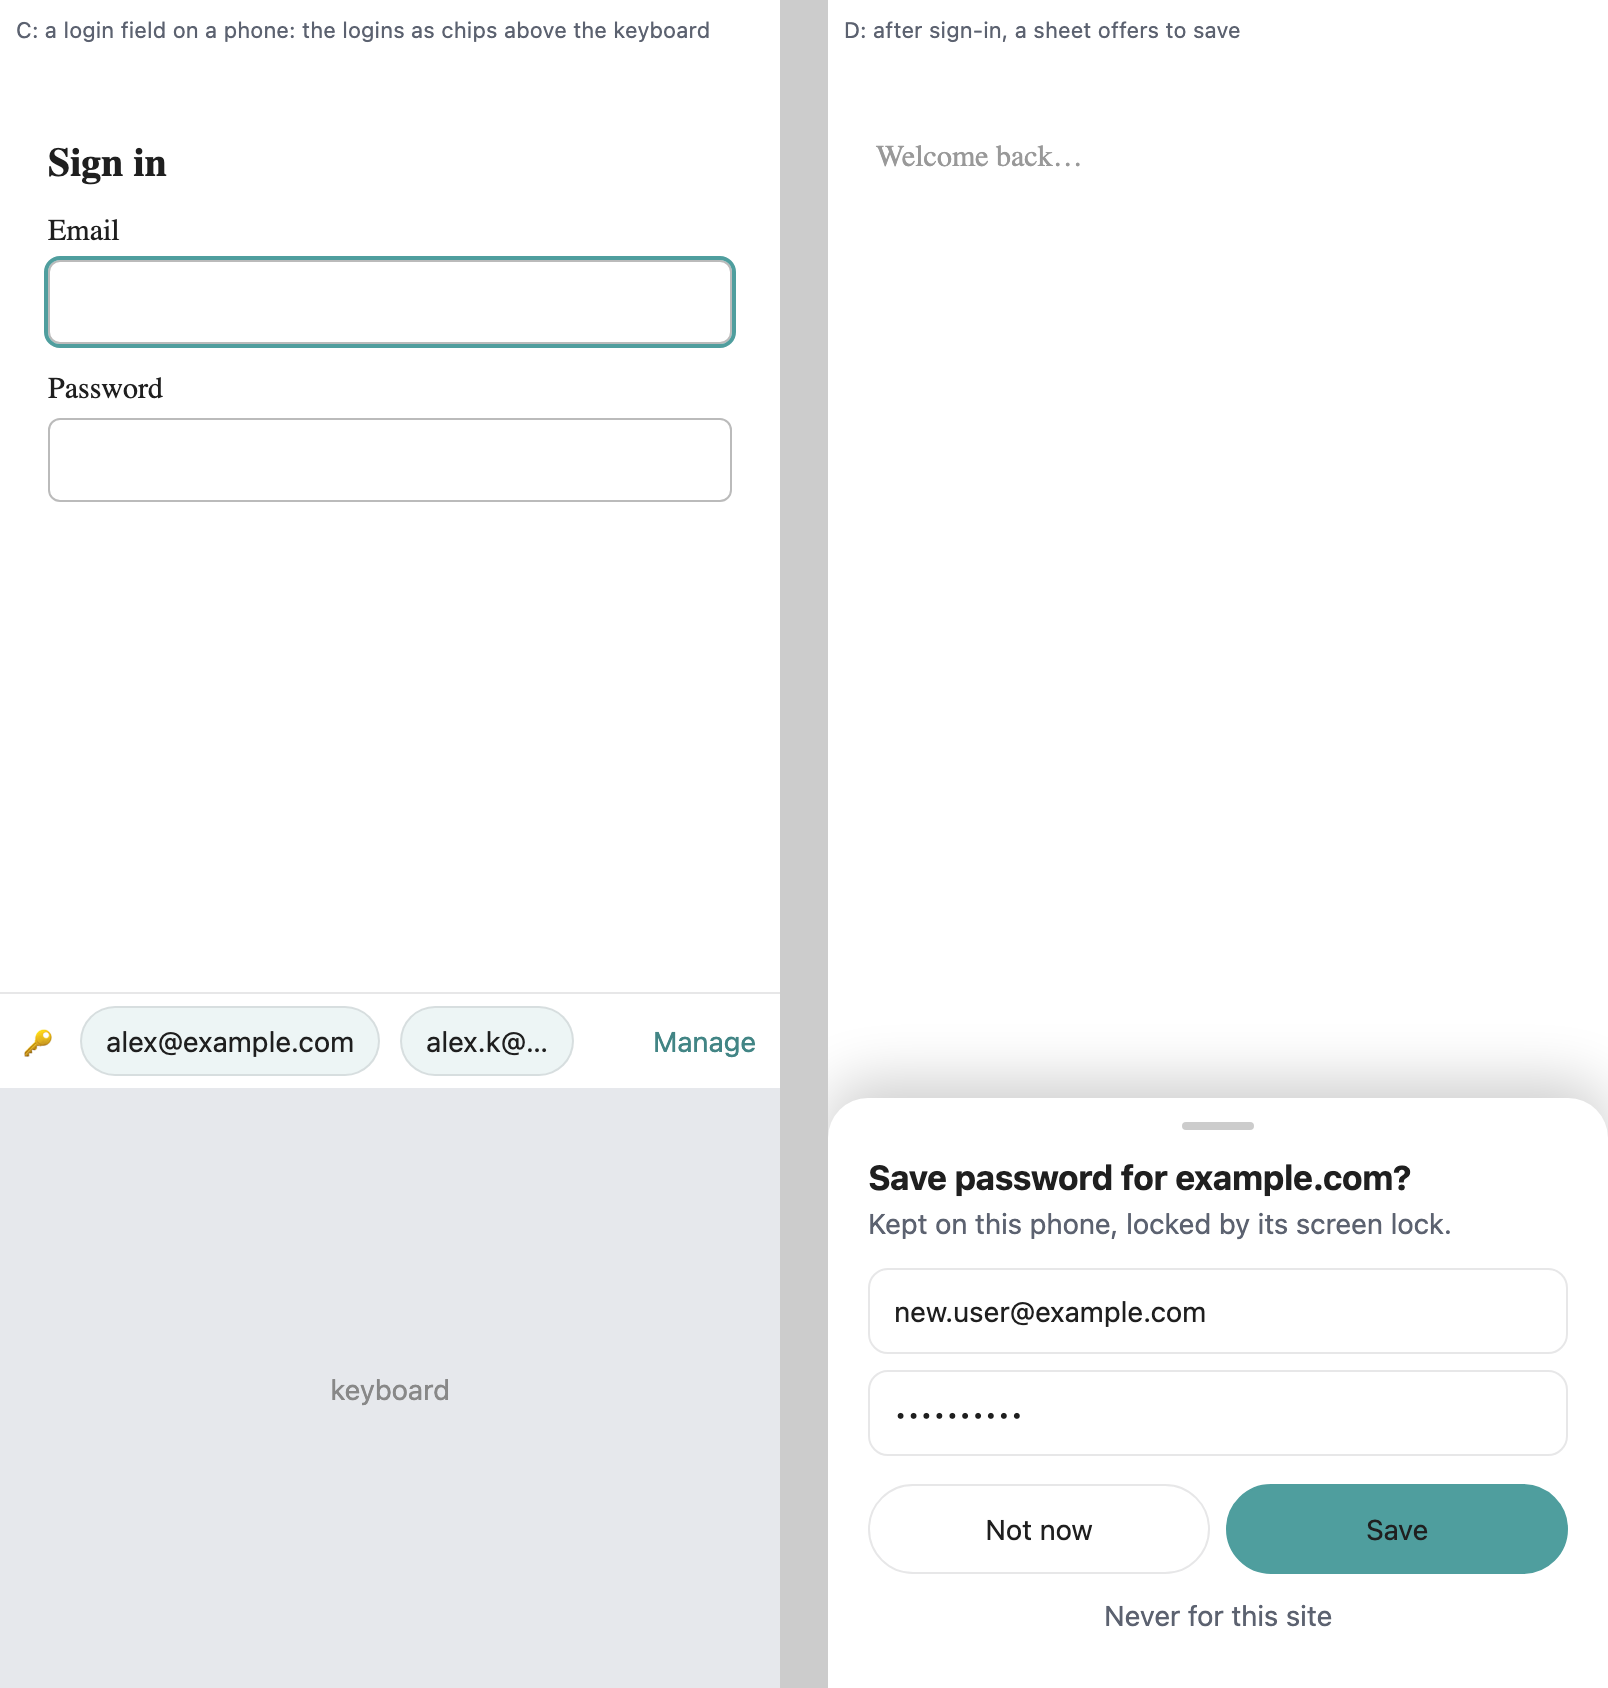 C: a login field on a phone: the logins as chips above the keyboard
Sign in
Email
Password
alex@example.com
alex.k@...
Manage
keyboard
D: after sign-in, a sheet offers to save
Welcome back…
Save password for example.com?
Kept on this phone, locked by its screen lock.
new.user@example.com
••••••••••
Not now
Save
Never for this site